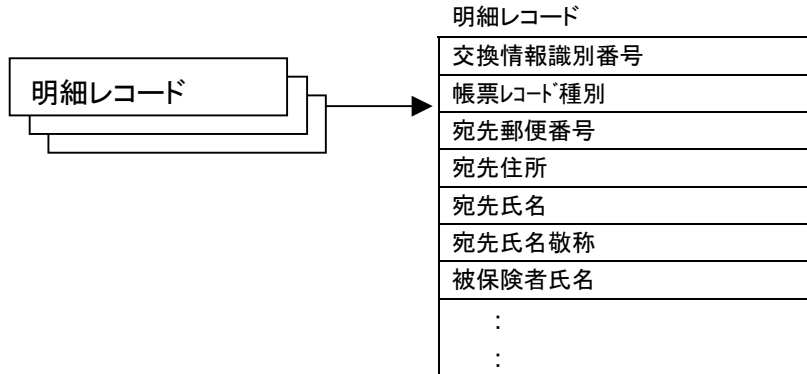 明細レコード
明細レコード
交換情報識別番号
帳票ﾚｺｰﾄﾞ種別
宛先郵便番号
宛先住所
宛先氏名
宛先氏名敬称
被保険者氏名
：
：